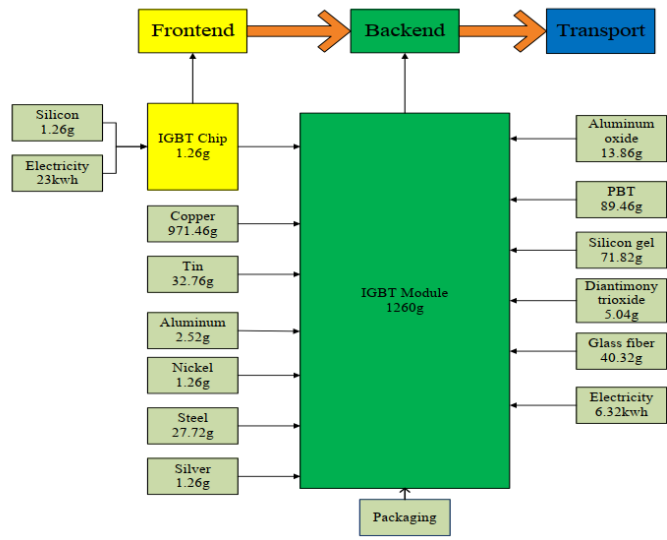 Frontend
Backend
Transport
Silicon
1.26g
Electricity
23kwh
IGBT Chip
1.26g
Copper
971.46g
Tin
32.76g
Aluminum
2.52g
Nickel
1.26g
Steel
27.72g
Silver
1.26g
IGBT Module
1260g
Aluminum
oxide
13.86g
PBT
89.46g
Silicon gel
71.82g
Diantimony
trioxide
5.04g
Glass fiber
40.32g
Electricity
6.32kwh
Packaging